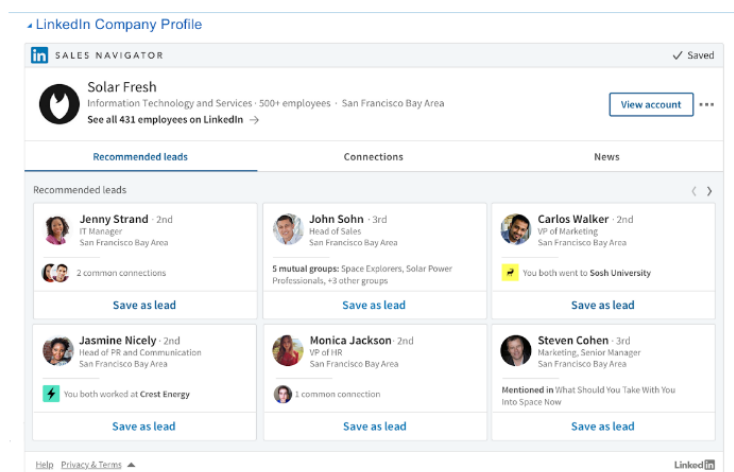 LinkedIn Company Profile
in SALES NAVIGATOR
Saved
Solar Fresh
Information Technology and Services · 500+ employees · San Francisco Bay Area
See all 431 employees on LinkedIn →
View account
Recommended leads
Connections
News
Recommended leads
Jenny Strand · 2nd
IT Manager
San Francisco Bay Area
2 common connections
Save as lead
John Sohn · 3rd
Head of Sales
San Francisco Bay Area
5 mutual groups: Space Explorers, Solar Power
Professionals, +3 other groups
Save as lead
Carlos Walker · 2nd
VP of Marketing
San Francisco Bay Area
You both went to Sosh University
Save as lead
Jasmine Nicely · 2nd
Head of PR and Communication
San Francisco Bay Area
You both worked at Crest Energy
Save as lead
Monica Jackson · 2nd
VP of HR
San Francisco Bay Area
1 common connection
Save as lead
Steven Cohen · 3rd
Marketing, Senior Manager
San Francisco Bay Area
Mentioned in What Should You Take With You
Into Space Now
Save as lead
Help Privacy & Terms
Linkedin